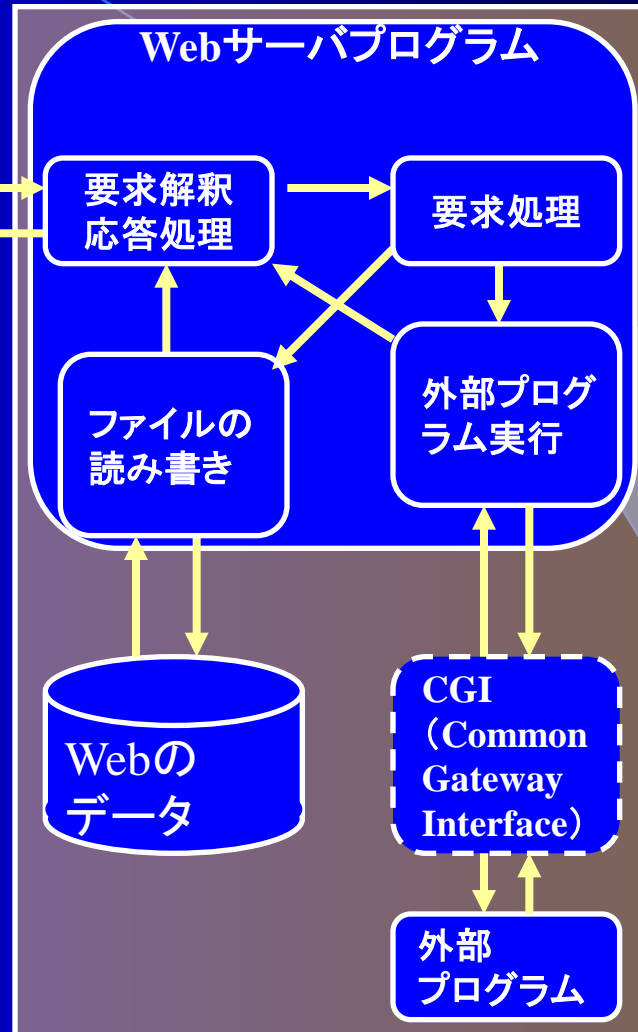 Webサーバプログラム
要求解釈
応答処理
要求処理
ファイルの
読み書き
外部プログ
ラム実行
Webの
データ
CGI
（Common
Gateway
Interface）
外部
プログラム